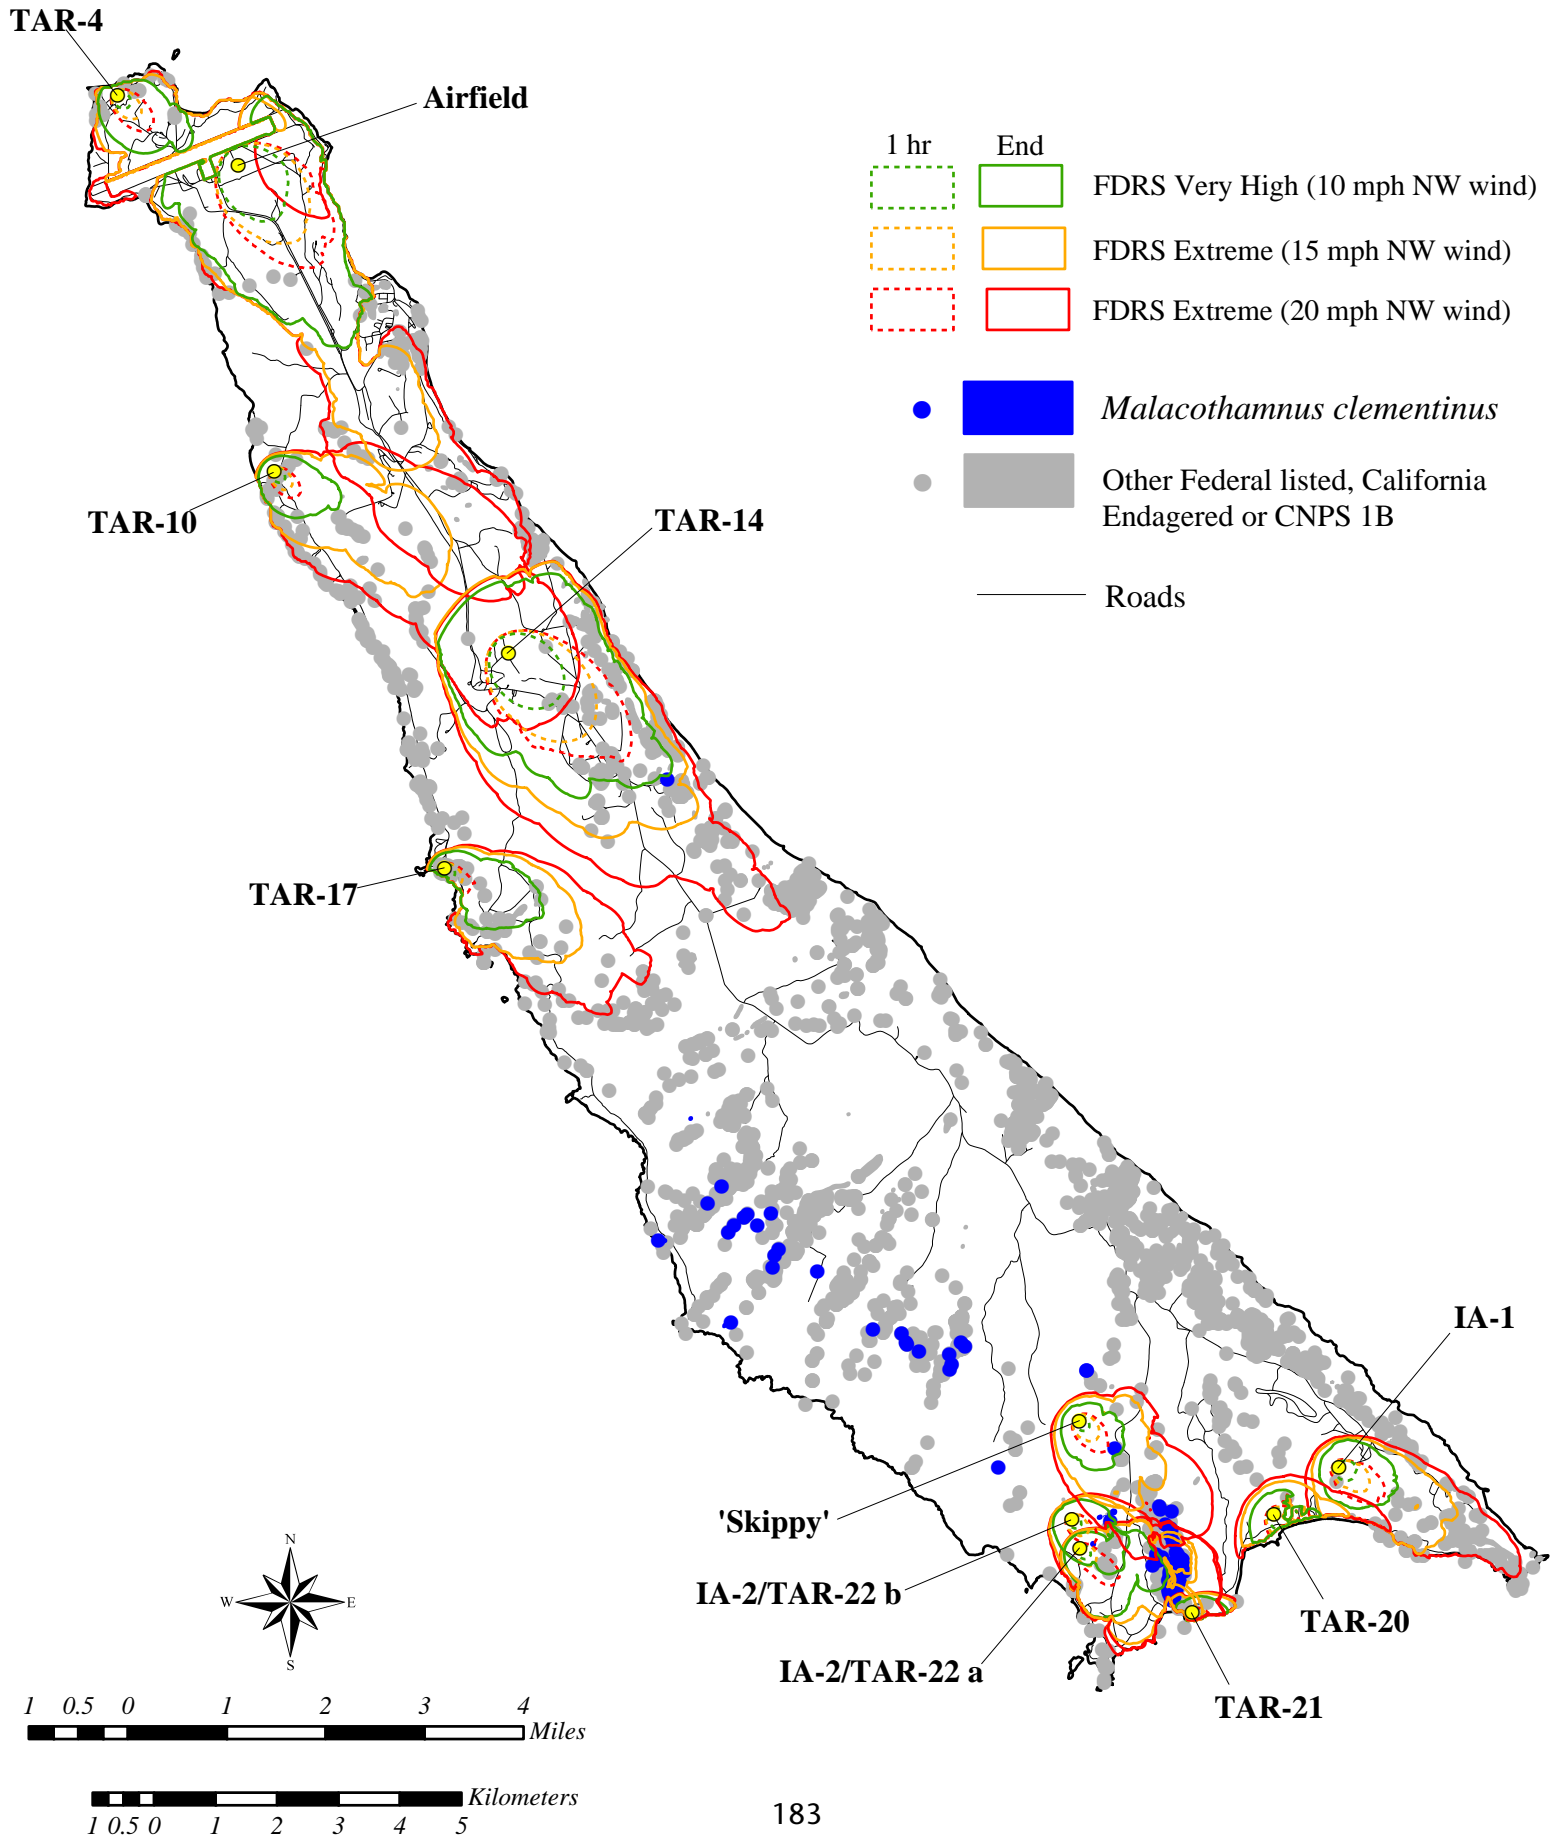 TAR-4
Airfield
1 hr End
FDRS Very High (10 mph NW wind)
FDRS Extreme (15 mph NW wind)
FDRS Extreme (20 mph NW wind)
Malacothamnus clementinus
Other Federal listed, California
Endagered or CNPS 1B
Roads
TAR-10
TAR-14
TAR-17
IA-1
'Skippy'
IA-2/TAR-22 b
IA-2/TAR-22 a
TAR-20
TAR-21
N
W E
S
1 0.5 0 1 2 3 4
Miles
Kilometers
1 0.5 0 1 2 3 4 5
183